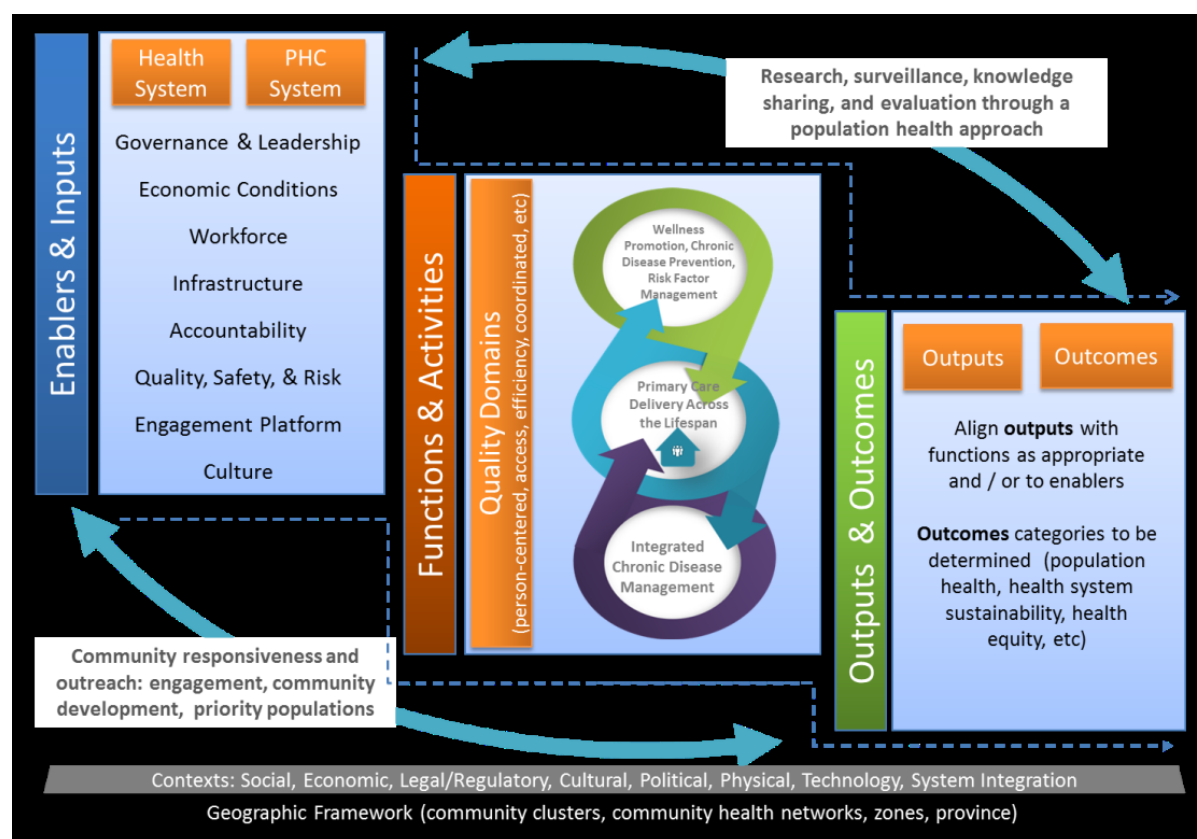 Enablers & Inputs
Health
System
PHC
System
Governance & Leadership
Economic Conditions
Workforce
Infrastructure
Accountability
Quality, Safety, & Risk
Engagement Platform
Culture
Research, surveillance, knowledge
sharing, and evaluation through a
population health approach
Functions & Activities
Quality Domains
(person-centered, access, efficiency, coordinated, etc)
Wellness
Promotion, Chronic
Disease Prevention,
Risk Factor
Management
Primary Care
Delivery Across
the Lifespan
Integrated
Chronic Disease
Management
Outputs & Outcomes
Outputs
Outcomes
Align outputs with
functions as appropriate
and / or to enablers
Outcomes categories to be
determined (population
health, health system
sustainability, health
equity, etc)
Community responsiveness and
outreach: engagement, community
development, priority populations
Contexts: Social, Economic, Legal/Regulatory, Cultural, Political, Physical, Technology, System Integration
Geographic Framework (community clusters, community health networks, zones, province)